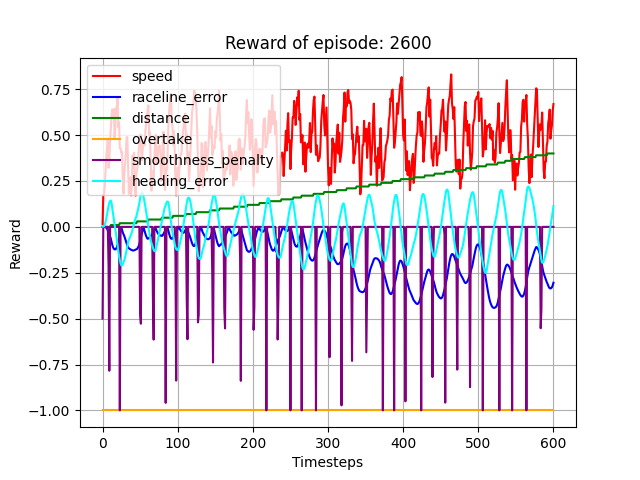 Reward of episode: 2600
speed
raceline_error
distance
overtake
smoothness_penalty
heading_error
0.75
0.50
0.25
0.00
−0.25
−0.50
−0.75
−1.00
Reward
0
100
200
300
400
500
600
Timesteps